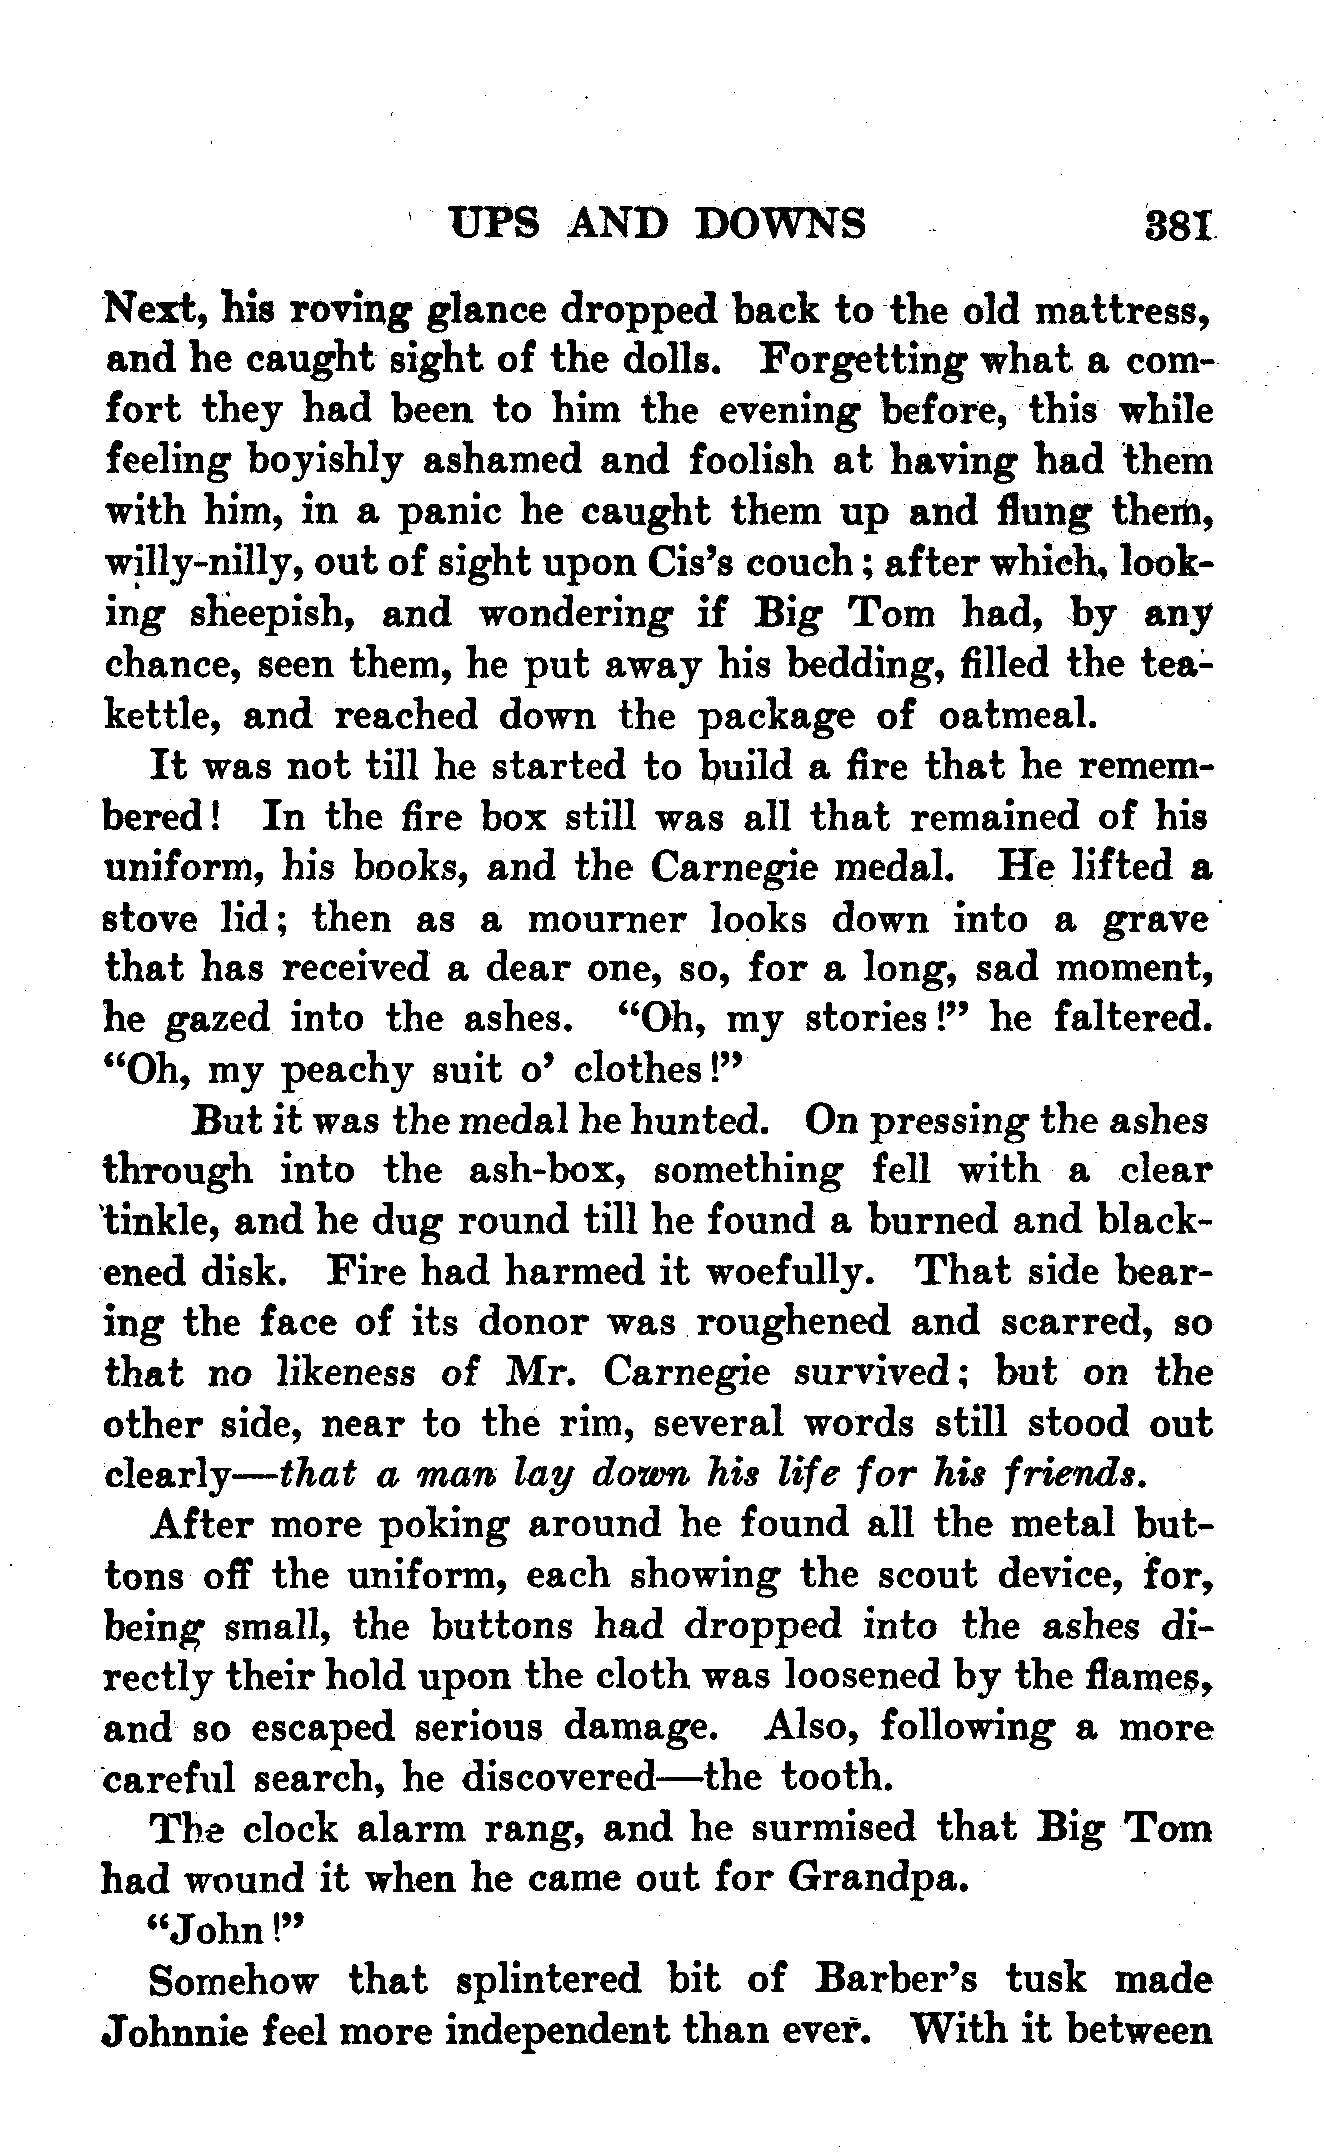 UPS AND DOWNS 381
Next, his roving glance dropped back to the old mattress,
and he caught sight of the dolls. Forgetting what a com-
fort they had been to him the evening before, this while
feeling boyishly ashamed and foolish at having had them
with him, in a panic he caught them up and flung them,
willy-nilly, out of sight upon Cis's couch; after which, look-
ing sheepish, and wondering if Big Tom had, by any
chance, seen them, he put away his bedding, filled the tea-
kettle, and reached down the package of oatmeal.
It was not till he started to build a fire that he remem-
bered! In the fire box still was all that remained of his
uniform, his books, and the Carnegie medal. He lifted a
stove lid; then as a mourner looks down into a grave
that has received a dear one, so, for a long, sad moment,
he gazed into the ashes. "Oh, my stories!" he faltered.
"Oh, my peachy suit o' clothes!"
But it was the medal he hunted. On pressing the ashes
through into the ash-box, something fell with a clear
tinkle, and he dug round till he found a burned and black-
ened disk. Fire had harmed it woefully. That side bear-
ing the face of its donor was roughened and scarred, so
that no likeness of Mr. Carnegie survived; but on the
other side, near to the rim, several words still stood out
clearly—that a man lay down his life for his friends.
After more poking around he found all the metal but-
tons off the uniform, each showing the scout device, for,
being small, the buttons had dropped into the ashes di-
rectly their hold upon the cloth was loosened by the flames,
and so escaped serious damage. Also, following a more
careful search, he discovered—the tooth.
The clock alarm rang, and he surmised that Big Tom
had wound it when he came out for Grandpa.
"John!"
Somehow that splintered bit of Barber's tusk made
Johnnie feel more independent than ever. With it between